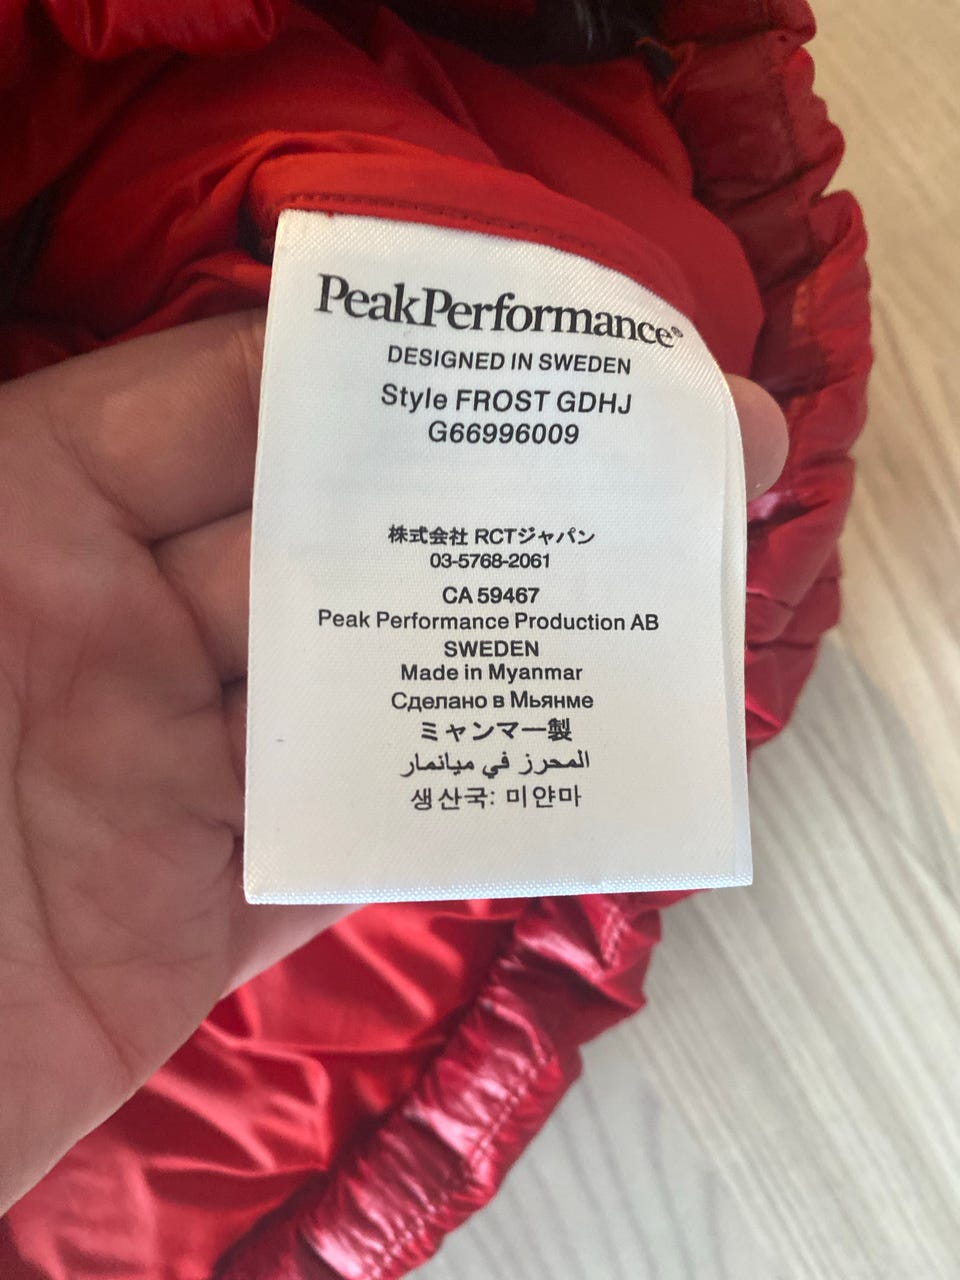 PeakPerformance®
DESIGNED IN SWEDEN
Style FROST GDHJ
G66996009
株式会社 RCTジャパン
03-5768-2061
CA 59467
Peak Performance Production AB
SWEDEN
Made in Myanmar
Сделано в Мьянме
ミャンマー製
المحرز في ميانمار
생산국: 미얀마